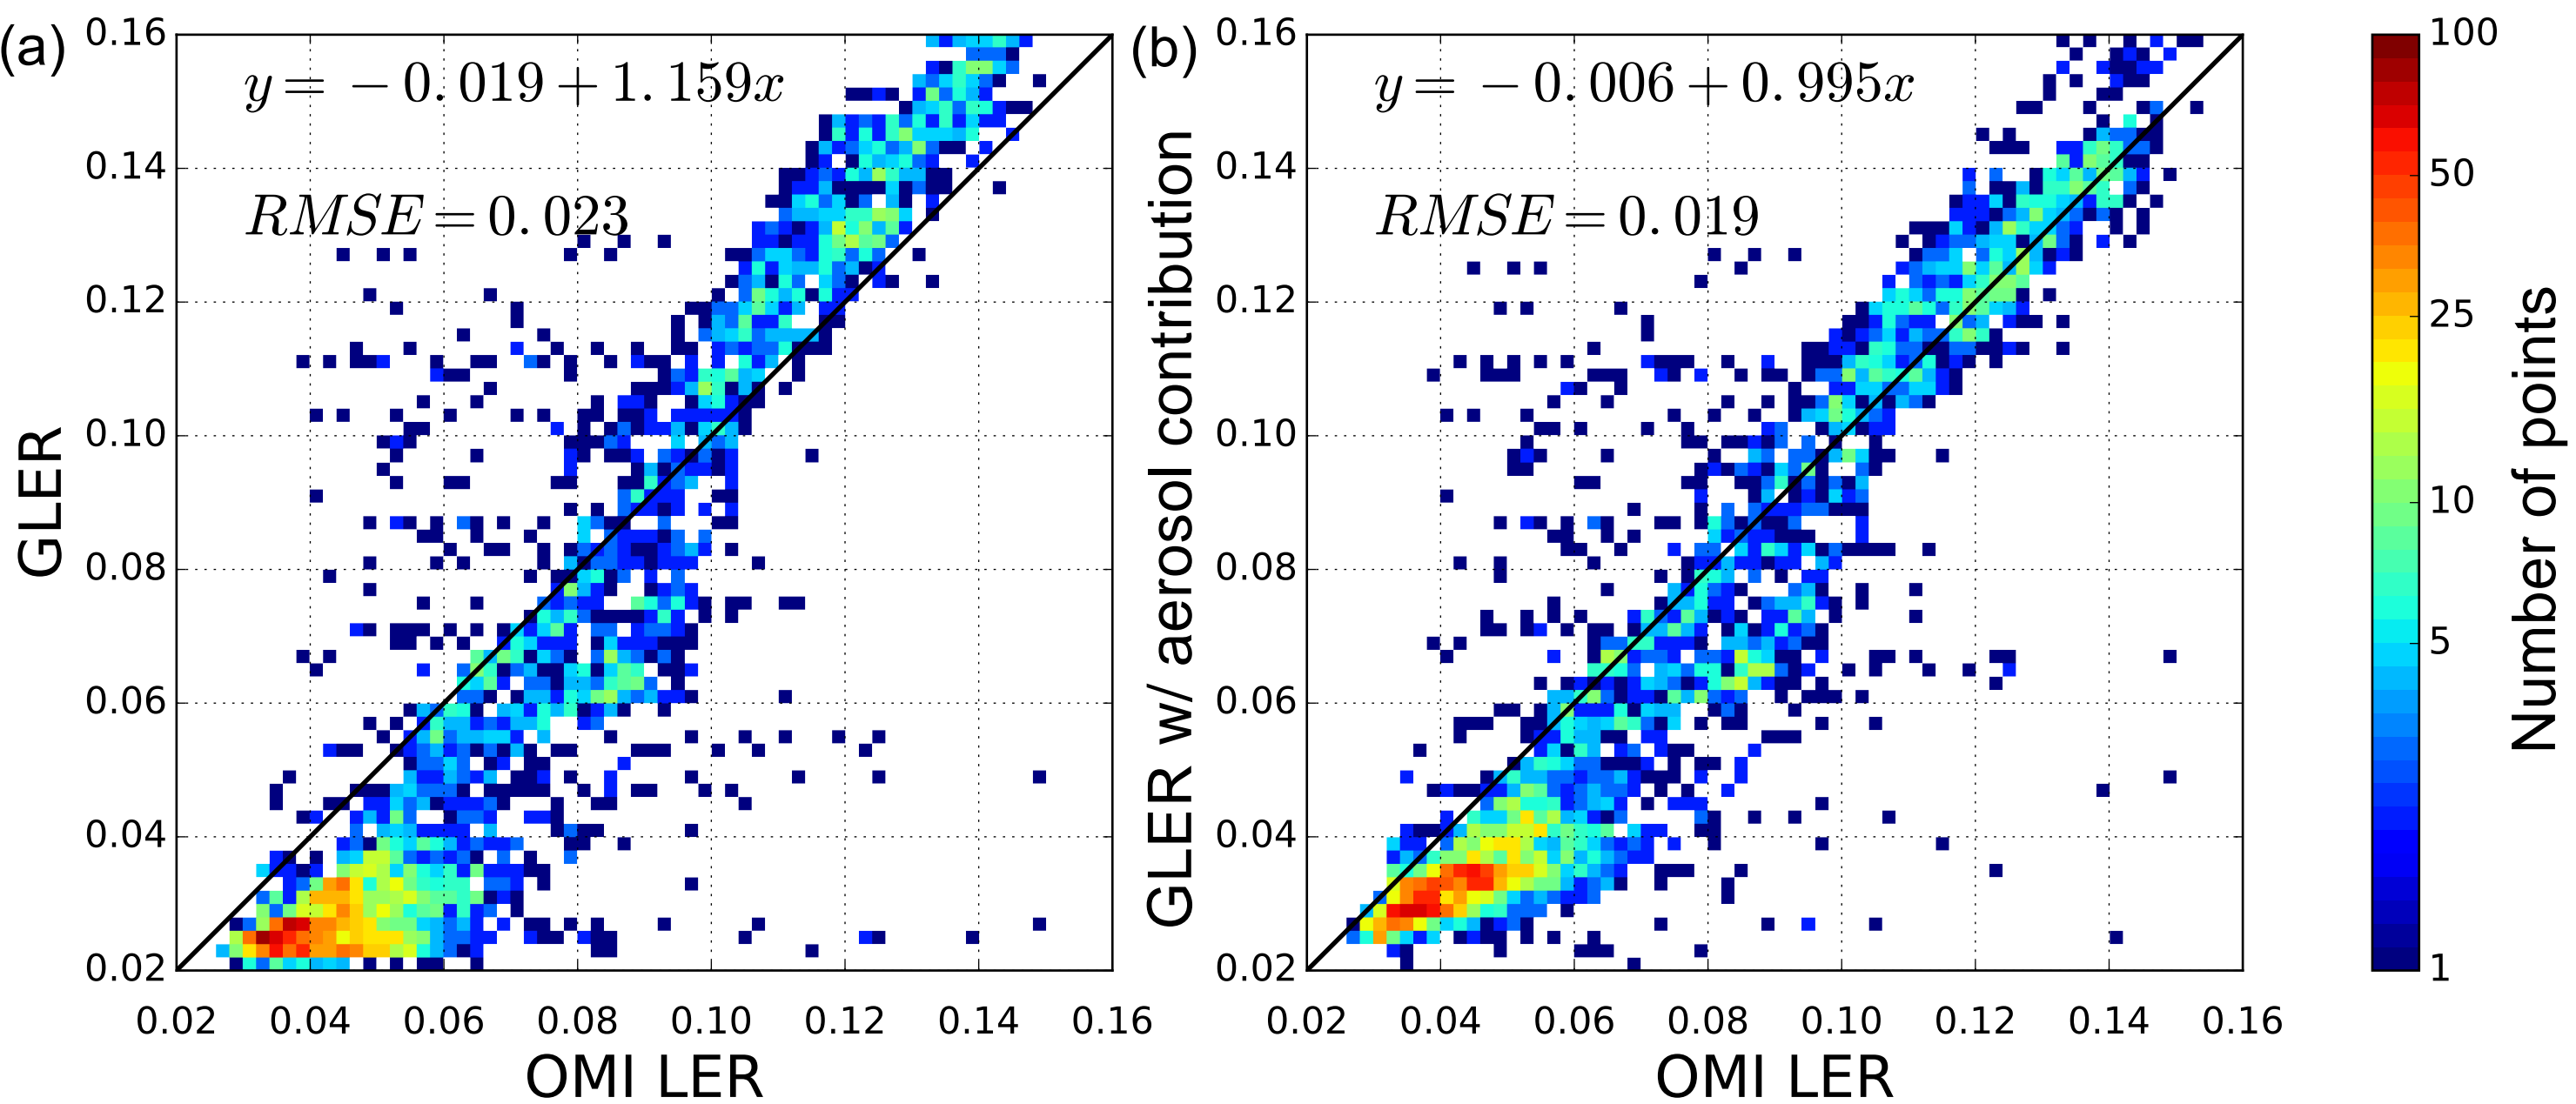 (a)
GLER
0.16
0.14
0.12
0.10
0.08
0.06
0.04
0.02
y = −0.019 + 1.159x
RMSE = 0.023
0.02 0.04 0.06 0.08 0.10 0.12 0.14 0.16
OMI LER
(b)
GLER w/ aerosol contribution
0.16
0.14
0.12
0.10
0.08
0.06
0.04
0.02
y = −0.006 + 0.995x
RMSE = 0.019
0.02 0.04 0.06 0.08 0.10 0.12 0.14 0.16
OMI LER
100
50
25
10
5
1
Number of points